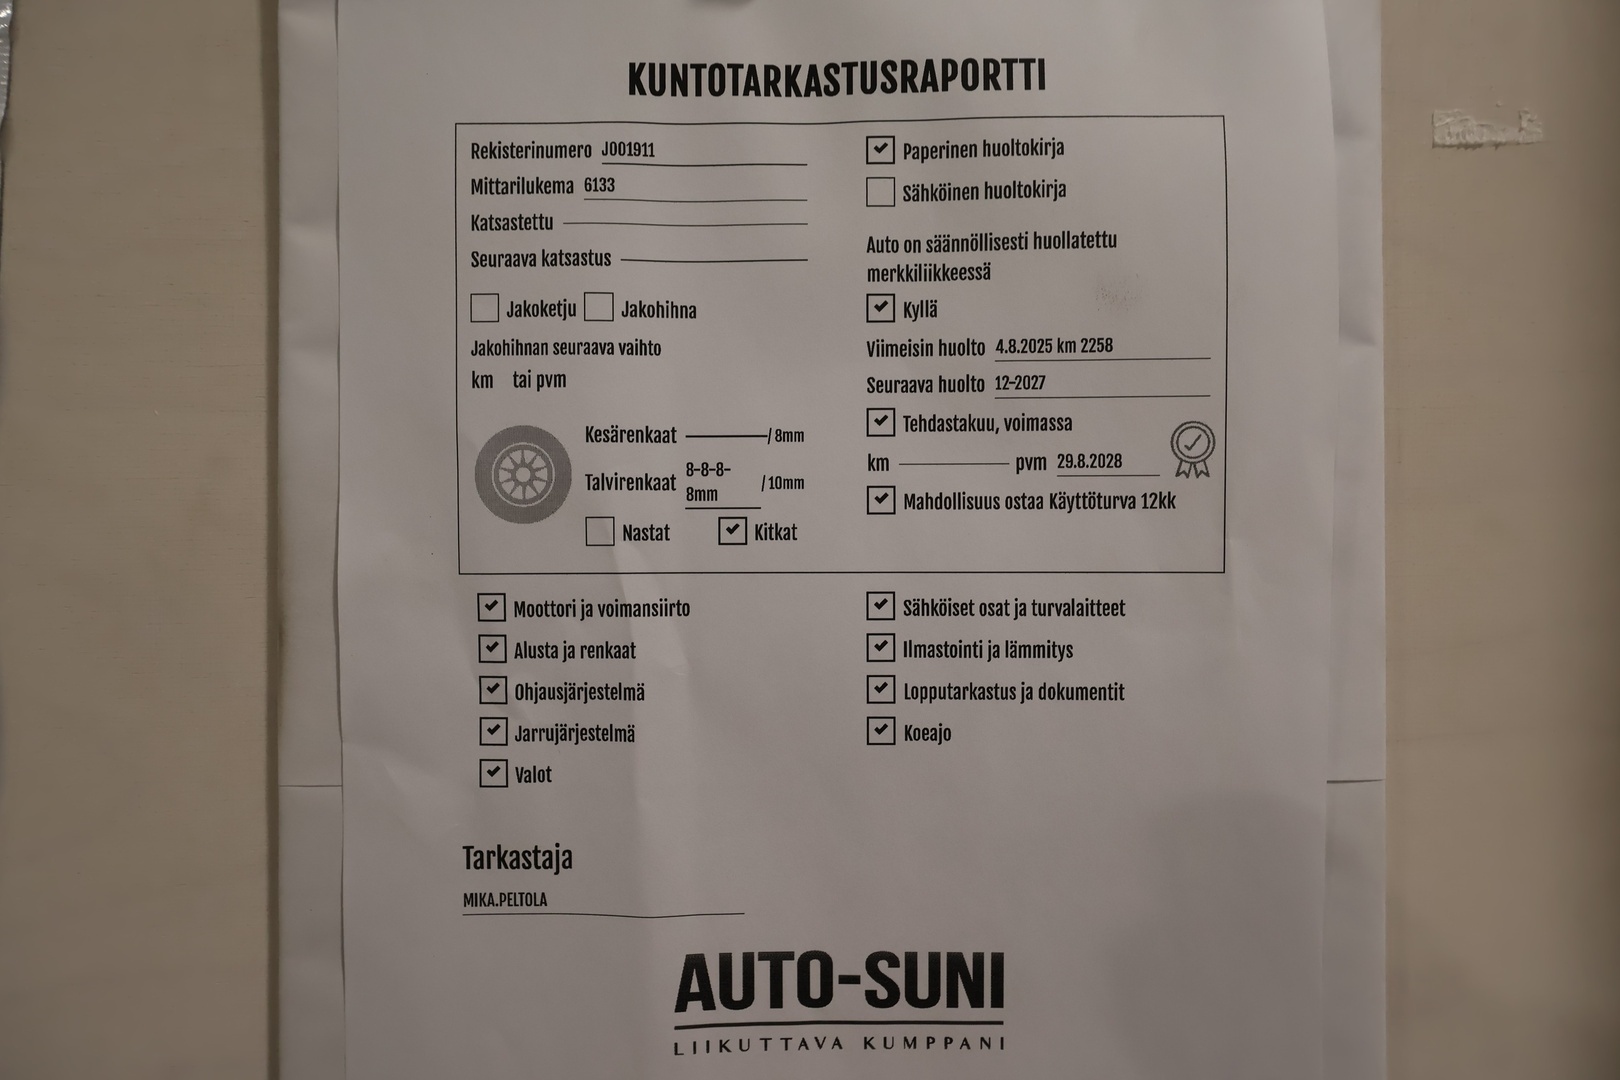 KUNTOTARKASTUSRAPORTTI
Rekisterinumero J001911
Mittarilukema 6133
Katsastettu
Seuraava katsastus
Jakoketju Jakohihna
Jakohihnan seuraava vaihto
km tai pvm
Kesärenkaat / 8mm
Talvirenkaat 8-8-8-
8mm / 10mm
Nastat Kitkat
Paperinen huoltokirja
Sähköinen huoltokirja
Auto on säännöllisesti huollatettu
merkkiliikkeessä
Kyllä
Viimeisin huolto 4.8.2025 km 2258
Seuraava huolto 12-2027
Tehdastakuu, voimassa
km pvm 29.8.2028
Mahdollisuus ostaa Käyttöturva 12kk
Moottori ja voimansiirto
Alusta ja renkaat
Ohjausjärjestelmä
Jarrujärjestelmä
Valot
Sähköiset osat ja turvalaitteet
Ilmastointi ja lämmitys
Lopputarkastus ja dokumentit
Koeajo
Tarkastaja
MIKA.PELTOLA
AUTO-SUNI
LIIKUTTAVA KUMPPANI